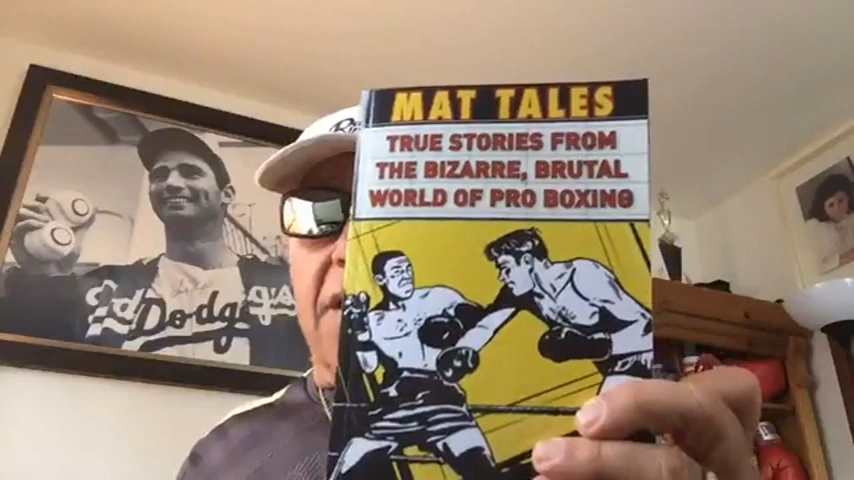 MAT TALES
TRUE STORIES FROM
THE BIZARRE, BRUTAL
WORLD OF PRO BOXING
Dodgers